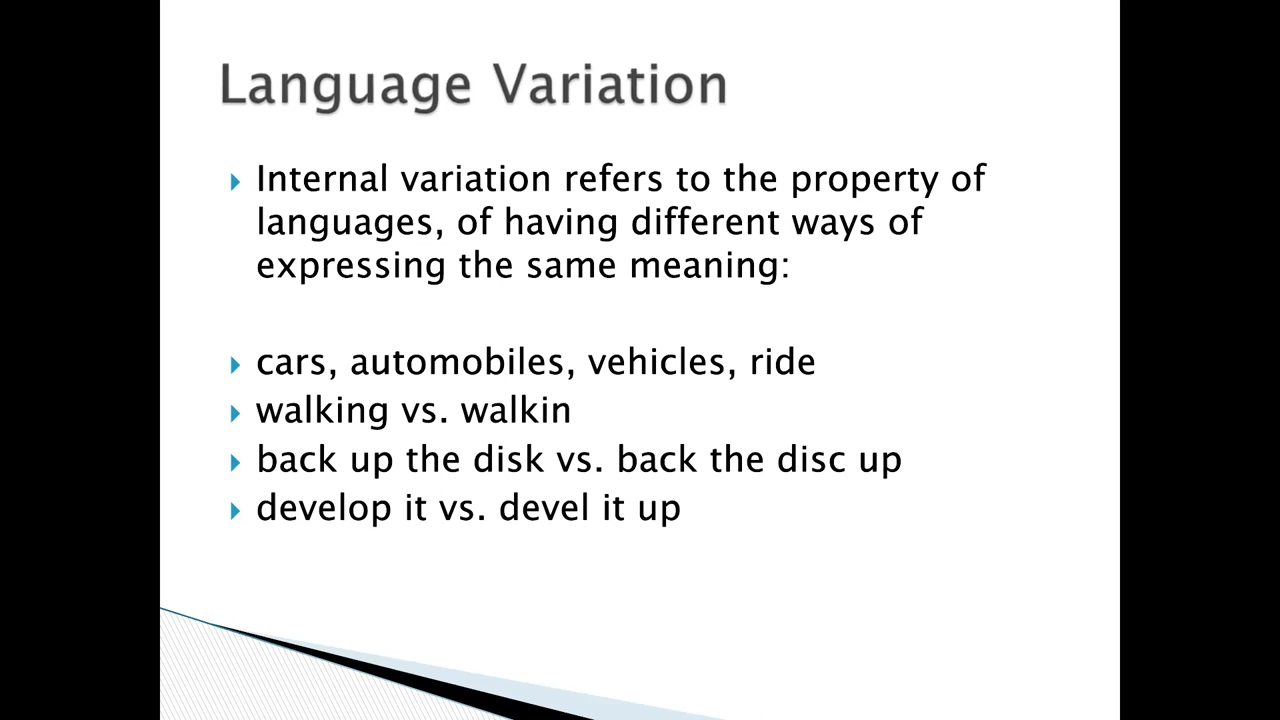 Language Variation
Internal variation refers to the property of
languages, of having different ways of
expressing the same meaning:
cars, automobiles, vehicles, ride
walking vs. walkin
back up the disk vs. back the disc up
develop it vs. devel it up